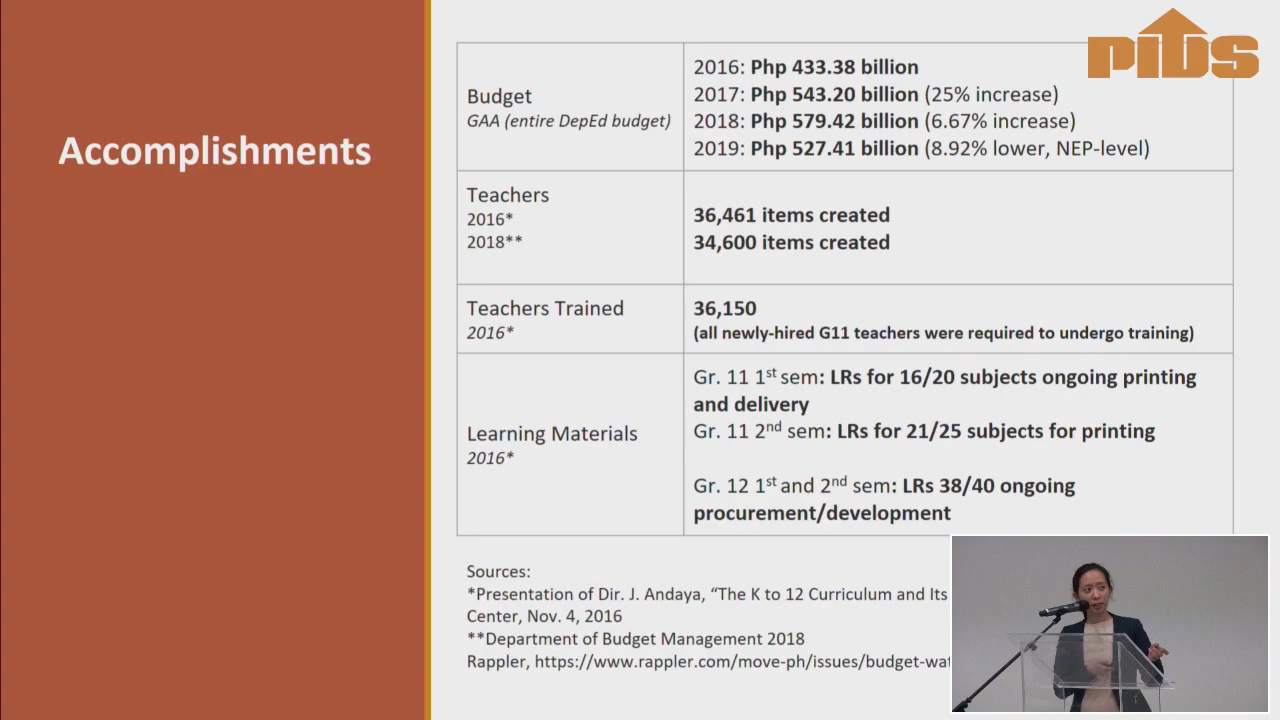 PIDS
Accomplishments
Budget
GAA (entire DepEd budget)
2016: Php 433.38 billion
2017: Php 543.20 billion (25% increase)
2018: Php 579.42 billion (6.67% increase)
2019: Php 527.41 billion (8.92% lower, NEP-level)
Teachers
2016*
2018**
36,461 items created
34,600 items created
Teachers Trained
2016*
36,150
(all newly-hired G11 teachers were required to undergo training)
Learning Materials
2016*
Gr. 11 1st sem: LRs for 16/20 subjects ongoing printing
and delivery
Gr. 11 2nd sem: LRs for 21/25 subjects for printing
Gr. 12 1st and 2nd sem: LRs 38/40 ongoing
procurement/development
Sources:
*Presentation of Dir. J. Andaya, “The K to 12 Curriculum and Its
Center, Nov. 4, 2016
**Department of Budget Management 2018
Rappler, https://www.rappler.com/move-ph/issues/budget-wat